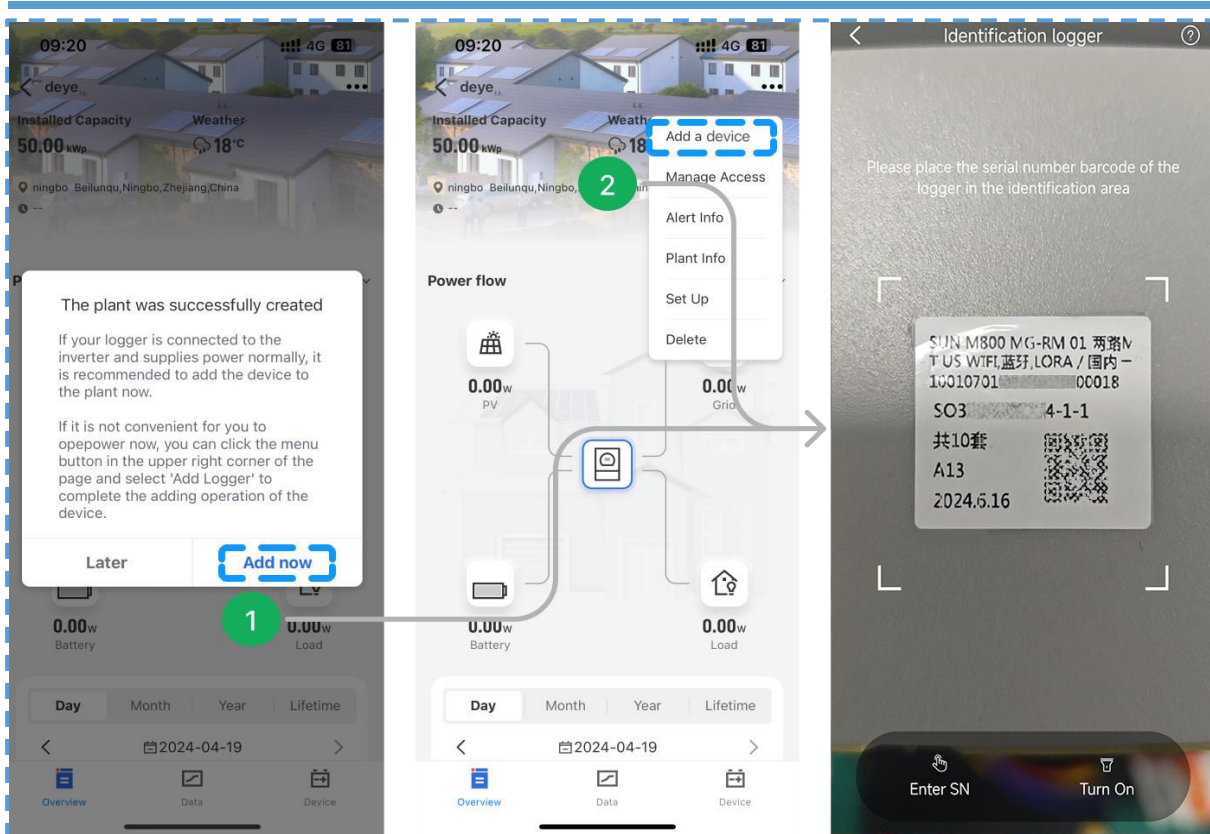 09:20
4G 81
deye
Installed Capacity
Weather
50.00 kWp
18°C
ningbo Beilunqu,Ningbo,Zhejiang,China
--
The plant was successfully created
If your logger is connected to the
inverter and supplies power normally, it
is recommended to add the device to
the plant now.
If it is not convenient for you to
opepower now, you can click the menu
button in the upper right corner of the
page and select 'Add Logger' to
complete the adding operation of the
device.
Later
Add now
1
0.00w
0.00w
Battery
Load
Day
Month
Year
Lifetime
2024-04-19
Overview
Data
Device
09:20
4G 81
deye
Installed Capacity
50.00 kWp
18
ningbo Beilunqu,Ningbo,
--
2
Add a device
Manage Access
Alert Info
Plant Info
Set Up
Delete
Power flow
0.00w
0.00w
PV
0.00w
0.00w
Battery
Load
Day
Month
Year
Lifetime
2024-04-19
Overview
Data
Device
Identification logger
Please place the serial number barcode of the
logger in the identification area
SUN M800 MG-RM 01 两路M
T US WIFI,蓝牙,LORA / 国内一
10010701 00018
SO3 4-1-1
共10套
A13
2024.6.16
Enter SN
Turn On